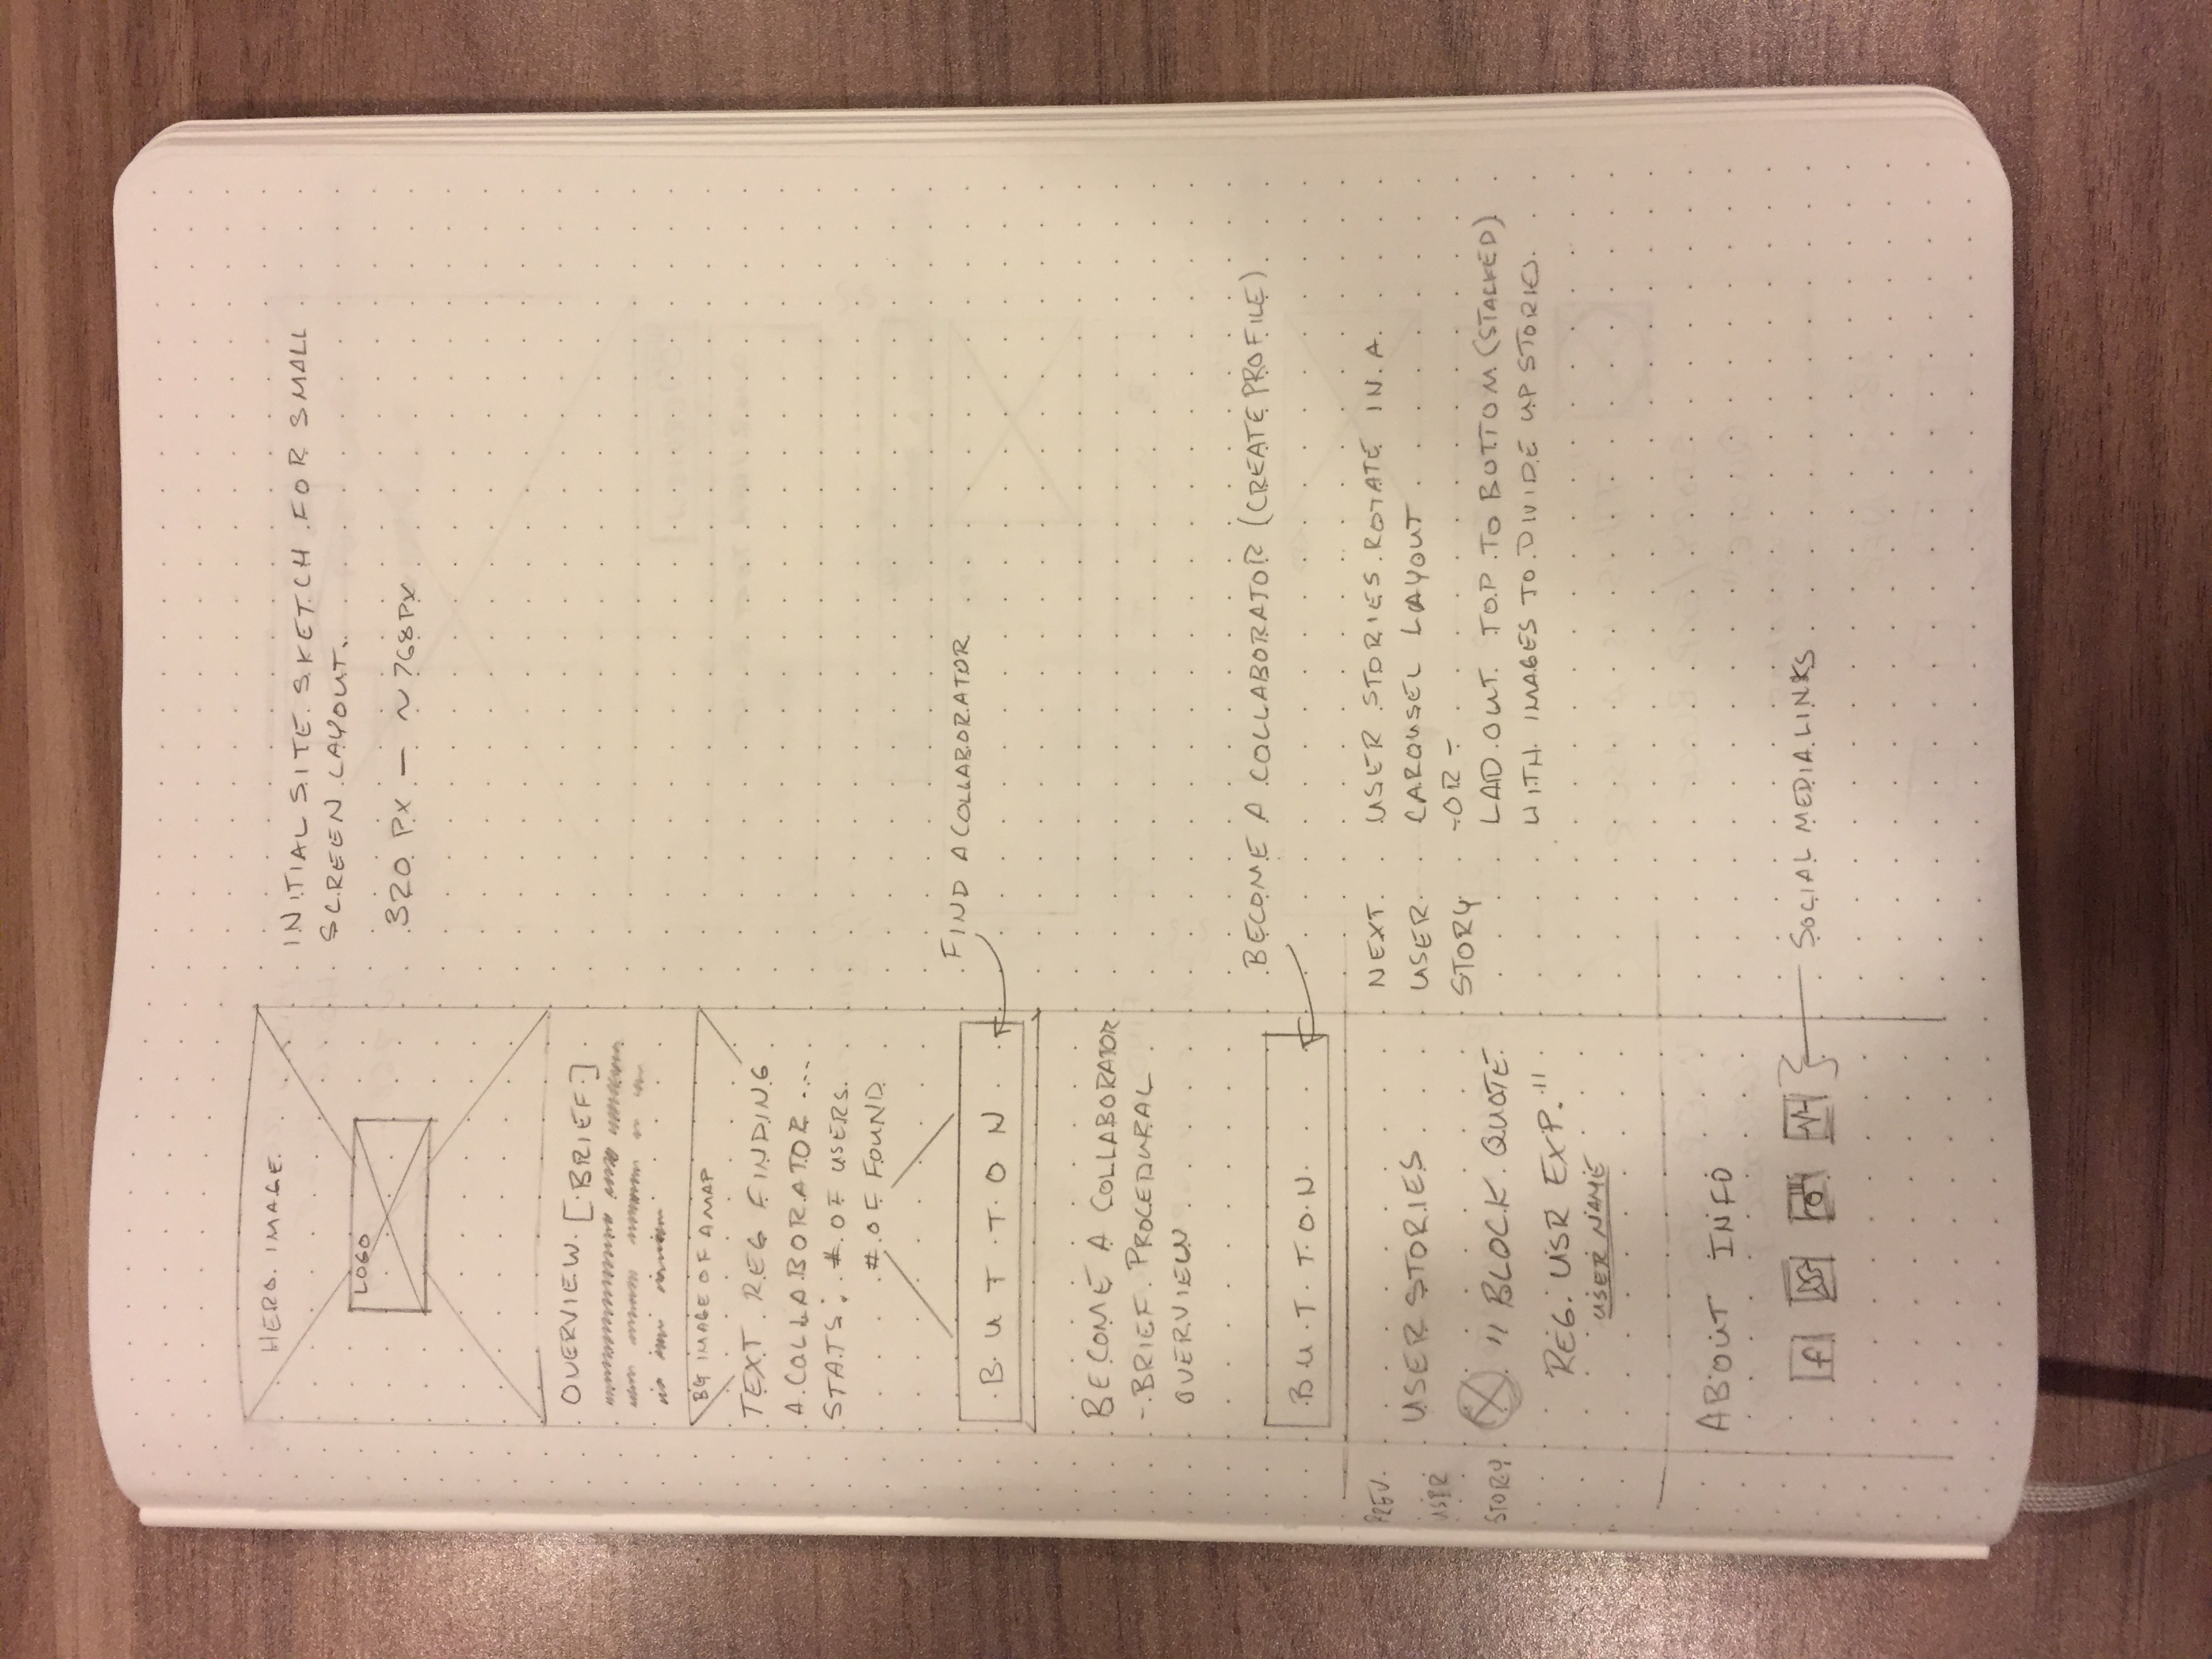 HERO IMAGE
LOGO
INITIAL SITE SKETCH FOR SMALL
SCREEN LAYOUT.
320 PX — ~768PX
OVERVIEW [BRIEF]
BG IMAGE OF A MAP
TEXT REG FINDING
A COLLABORATOR ....
STATS: # OF USERS
# OF FOUND
BUTTON
FIND A COLLABORATOR
BECOME A COLLABORATOR
- BRIEF PROCEDURAL
OVERVIEW
BUTTON
BECOME A COLLABORATOR (CREATE PROFILE)
PREV.
USER
STORY
USER STORIES
"BLOCK QUOTE
REG. USR EXP."
USER NAME
NEXT
USER
STORY
USER STORIES ROTATE IN A
CAROUSEL LAYOUT
-OR-
LAID OUT TOP TO BOTTOM (STACKED)
WITH IMAGES TO DIVIDE UP STORIES.
ABOUT INFO
f
SOCIAL MEDIA LINKS